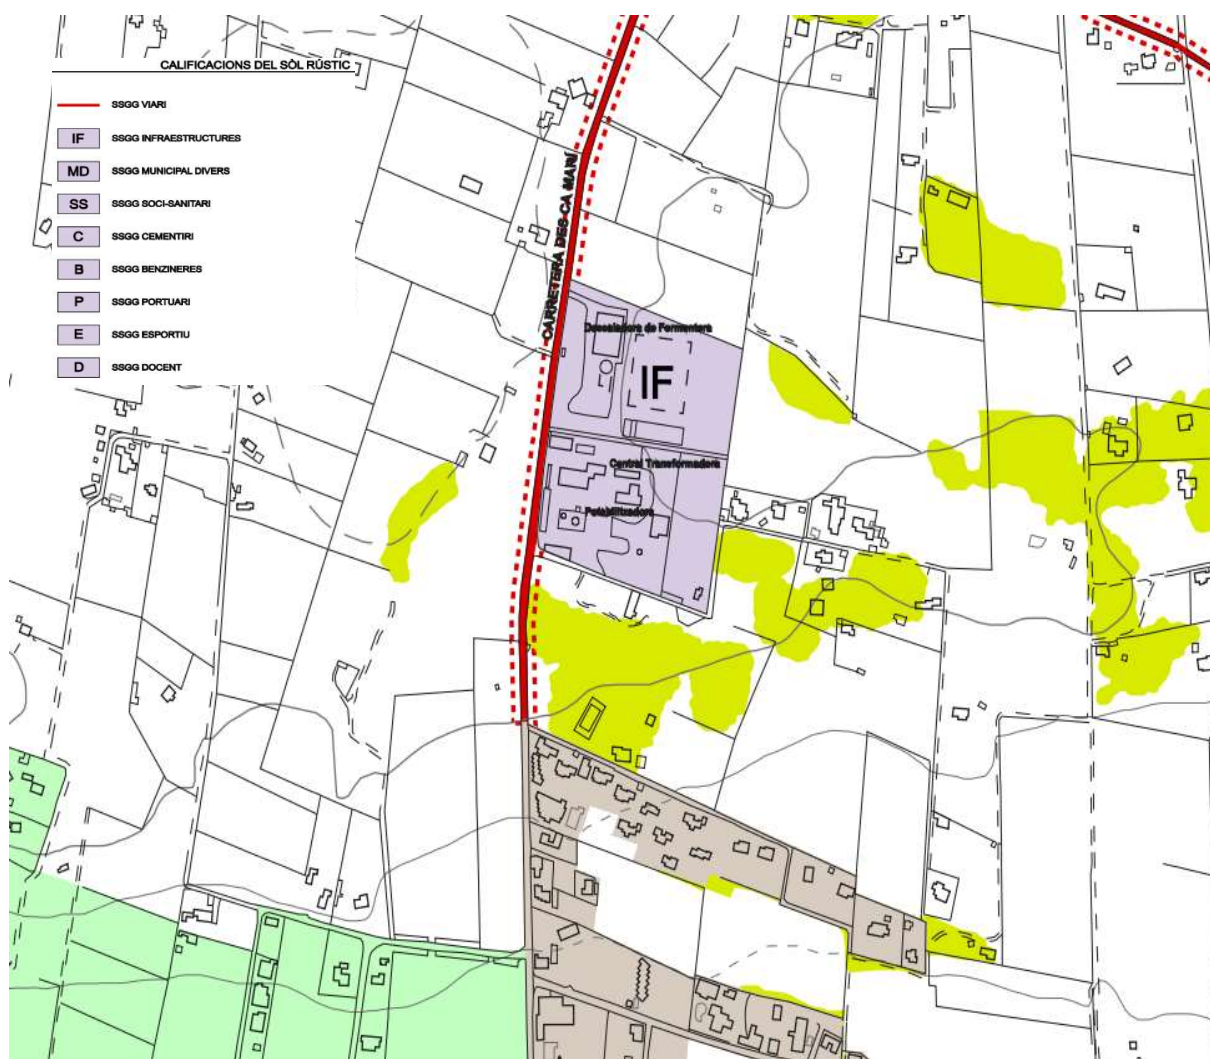 CALIFICACIONS DEL SÒL RÚSTIC
SSGG VIARI
IF SSGG INFRAESTRUCTURES
MD SSGG MUNICIPAL DIVERS
SS SSGG SOCI-SANITARI
C SSGG CEMENTIRI
B SSGG BENZINERES
P SSGG PORTUARI
E SSGG ESPORTIU
D SSGG DOCENT
CARRETERA DES CA MARÍ
Dessaladora de Formentera
IF
Central Transformadora
Potabilitzadora